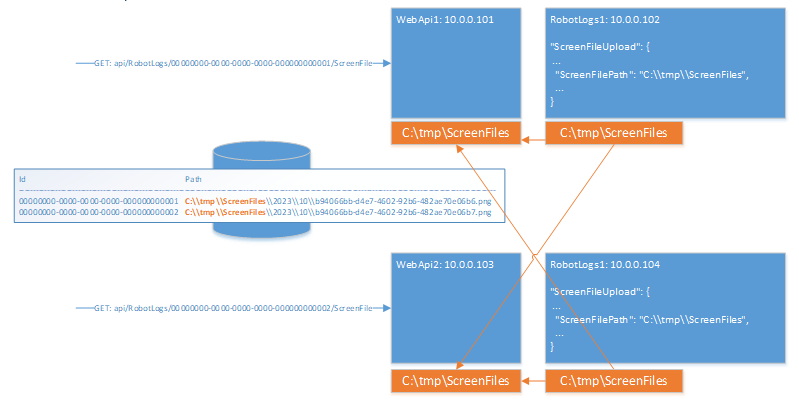 WebApi1: 10.0.0.101
RobotLogs1: 10.0.0.102
"ScreenFileUpload": {
...
"ScreenFilePath": "C:\\tmp\\ScreenFiles",
...
}
GET: api/RobotLogs/00000000-0000-0000-0000-000000000001/ScreenFile
C:\tmp\ScreenFiles
C:\tmp\ScreenFiles
Id Path
00000000-0000-0000-0000-000000000001 C:\\tmp\\ScreenFiles\\2023\\10\\b94066bb-d4e7-4602-92b6-482ae70e06b6.png
00000000-0000-0000-0000-000000000002 C:\\tmp\\ScreenFiles\\2023\\10\\b94066bb-d4e7-4602-92b6-482ae70e06b7.png
WebApi2: 10.0.0.103
RobotLogs1: 10.0.0.104
"ScreenFileUpload": {
...
"ScreenFilePath": "C:\\tmp\\ScreenFiles",
...
}
GET: api/RobotLogs/00000000-0000-0000-0000-000000000002/ScreenFile
C:\tmp\ScreenFiles
C:\tmp\ScreenFiles